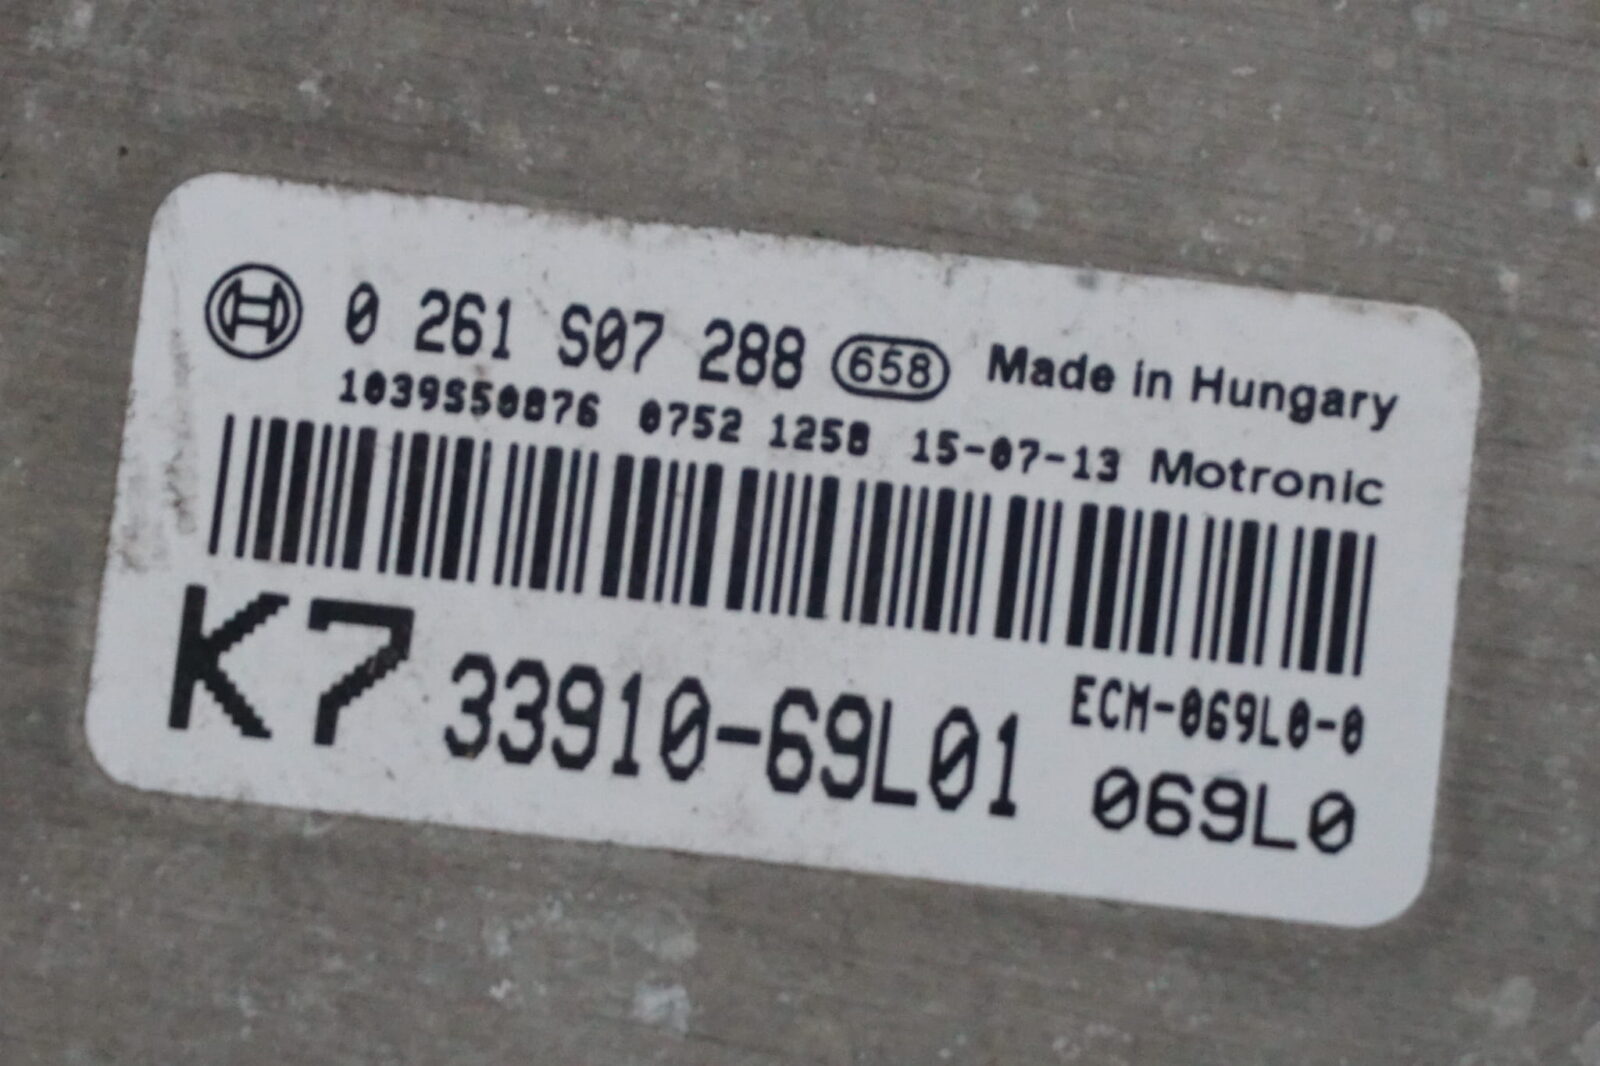 0 261 S07 288 658 Made in Hungary
1039S50876 0752 1258 15-07-13 Motronic
K7 33910-69L01 ECM-069L0-0
069L0